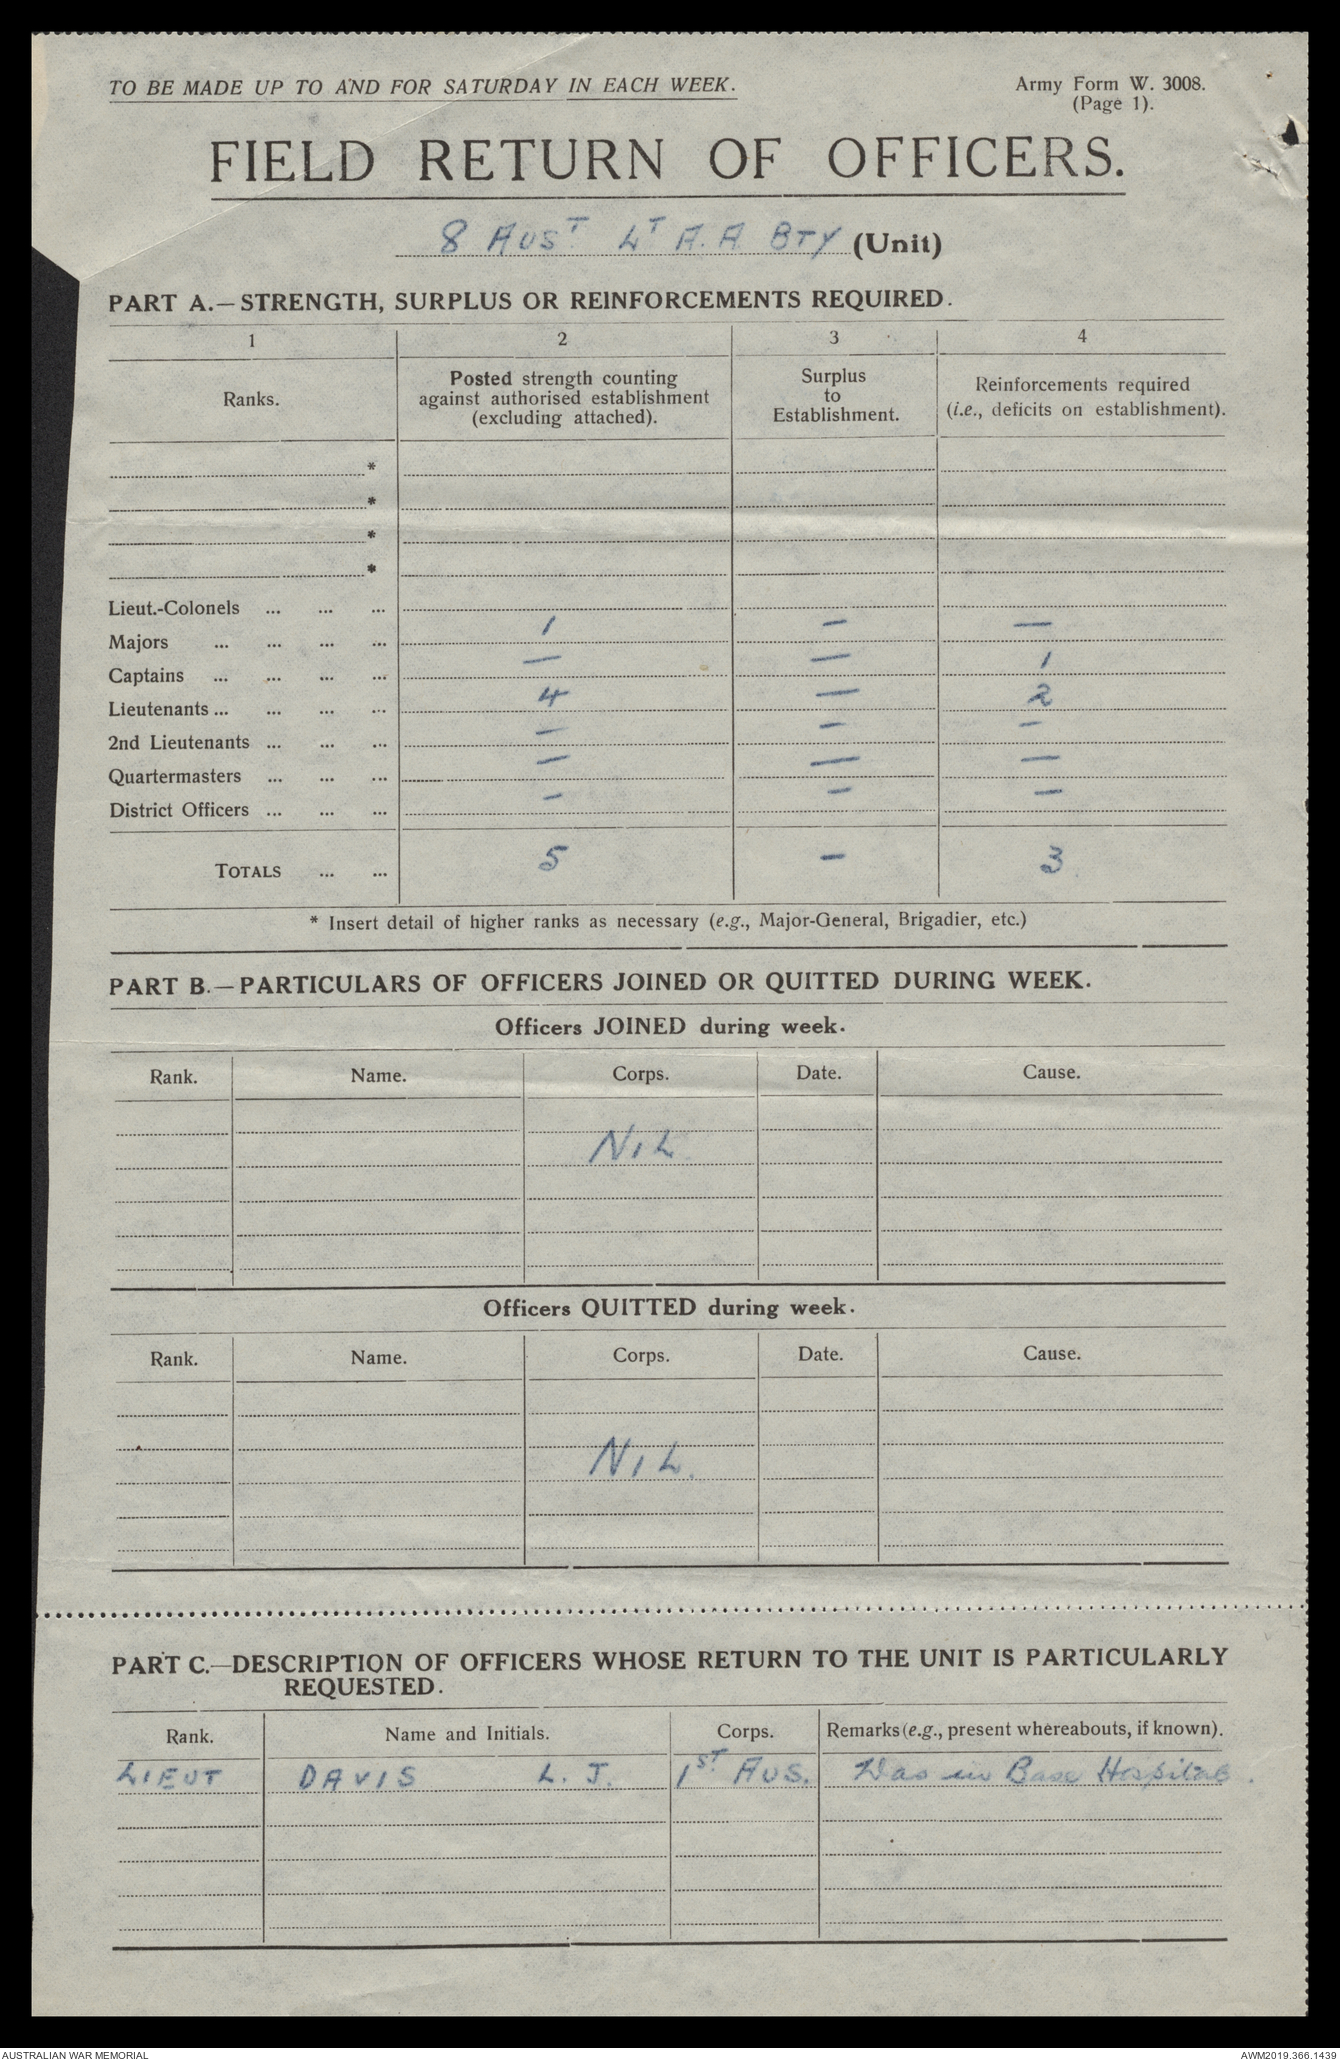 TO BE MADE UP TO AND FOR SATURDAY IN EACH WEEK.
Army Form W. 3008.
(Page 1).
FIELD RETURN OF OFFICERS.
8 AUST LT A.A BTY (Unit)
PART A.—STRENGTH, SURPLUS OR REINFORCEMENTS REQUIRED.
1 2 3 4
Ranks.
Posted strength counting
against authorised establishment
(excluding attached).
Surplus
to
Establishment.
Reinforcements required
(i.e., deficits on establishment).
*
*
*
*
Lieut.-Colonels ... ... ...
Majors ... ... ... ... 1 — —
Captains ... ... ... ... — — 1
Lieutenants ... ... ... ... 4 — 2
2nd Lieutenants ... ... ... — — —
Quartermasters ... ... ... — — —
District Officers ... ... ... — — —
TOTALS ... ... 5 — 3
* Insert detail of higher ranks as necessary (e.g., Major-General, Brigadier, etc.)
PART B.—PARTICULARS OF OFFICERS JOINED OR QUITTED DURING WEEK.
Officers JOINED during week.
Rank. Name. Corps. Date. Cause.
NIL
Officers QUITTED during week.
Rank. Name. Corps. Date. Cause.
NIL.
PART C.—DESCRIPTION OF OFFICERS WHOSE RETURN TO THE UNIT IS PARTICULARLY
REQUESTED.
Rank. Name and Initials. Corps. Remarks (e.g., present whereabouts, if known).
LIEUT DAVIS L. J. 1ST AUS. Was in Base Hospital.
AUSTRALIAN WAR MEMORIAL
AWM2019.366.1439